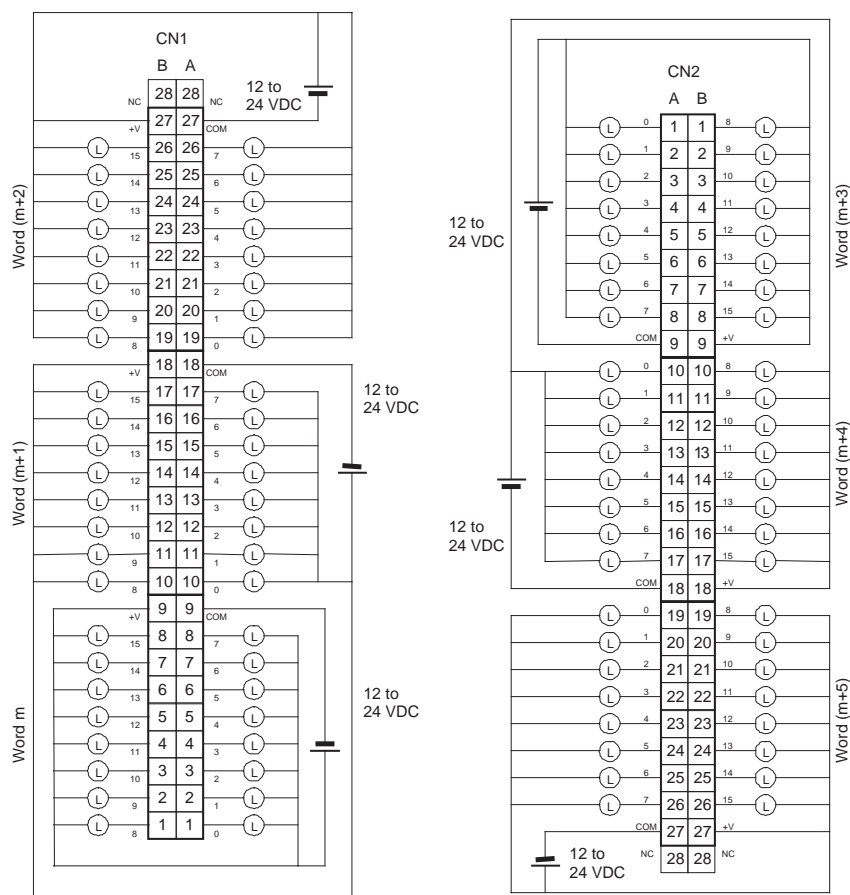 CN1
B A
12 to
24 VDC
NC 28 28 NC
+V 27 27 COM
L 15 26 26 7 L
L 14 25 25 6 L
L 13 24 24 5 L
L 12 23 23 4 L
L 11 22 22 3 L
L 10 21 21 2 L
L 9 20 20 1 L
L 8 19 19 0 L
Word (m+2)
+V 18 18 COM
12 to
24 VDC
L 15 17 17 7 L
L 14 16 16 6 L
L 13 15 15 5 L
L 12 14 14 4 L
L 11 13 13 3 L
L 10 12 12 2 L
L 9 11 11 1 L
L 8 10 10 0 L
Word (m+1)
+V 9 9 COM
L 15 8 8 7 L
L 14 7 7 6 L
L 13 6 6 5 L
L 12 5 5 4 L
L 11 4 4 3 L
L 10 3 3 2 L
L 9 2 2 1 L
L 8 1 1 0 L
Word m
12 to
24 VDC
CN2
A B
L 0 1 1 8 L
L 1 2 2 9 L
L 2 3 3 10 L
L 3 4 4 11 L
L 4 5 5 12 L
L 5 6 6 13 L
L 6 7 7 14 L
L 7 8 8 15 L
COM 9 9 +V
12 to
24 VDC
Word (m+3)
L 0 10 10 8 L
L 1 11 11 9 L
L 2 12 12 10 L
L 3 13 13 11 L
L 4 14 14 12 L
L 5 15 15 13 L
L 6 16 16 14 L
L 7 17 17 15 L
COM 18 18 +V
12 to
24 VDC
Word (m+4)
L 0 19 19 8 L
L 1 20 20 9 L
L 2 21 21 10 L
L 3 22 22 11 L
L 4 23 23 12 L
L 5 24 24 13 L
L 6 25 25 14 L
L 7 26 26 15 L
COM 27 27 +V
NC 28 28 NC
12 to
24 VDC
Word (m+5)